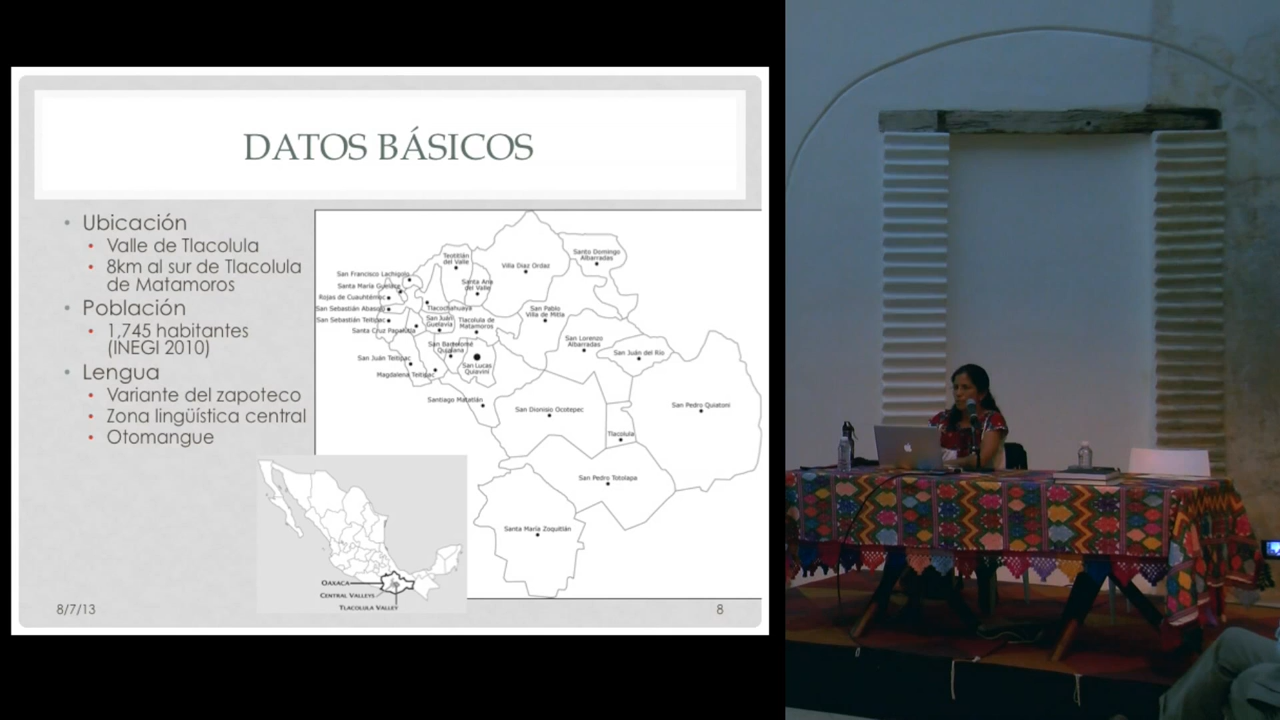 DATOS BÁSICOS
• Ubicación
• Valle de Tlacolula
• 8km al sur de Tlacolula
de Matamoros
• Población
• 1,745 habitantes
(INEGI 2010)
• Lengua
• Variante del zapoteco
• Zona lingüística central
• Otomangue
Santo Domingo
Albarradas
Teotitlán
del Valle
Villa Diaz Ordaz
San Francisco Lachigolo
Santa María Guelace
Santa Ana
del Valle
Rojas de Cuauhtémoc
San Sebastián Abasolo
Tlacochahuaya
San Pablo
Villa de Mitla
San Sebastián Teitipac
San Juan
Guelavia
Tlacolula de
Matamoros
Santa Cruz Papalutla
San Lorenzo
Albarradas
San Bartolomé
Quialana
San Juan del Río
San Juan Teitipac
San Lucas
Quiaviní
Magdalena Teitipac
Santiago Matatlán
San Dionisio Ocotepec
San Pedro Quiatoni
Tlacolula
San Pedro Totolapa
Santa María Zoquitlán
OAXACA
CENTRAL VALLEYS
TLACOLULA VALLEY
8/7/13
8